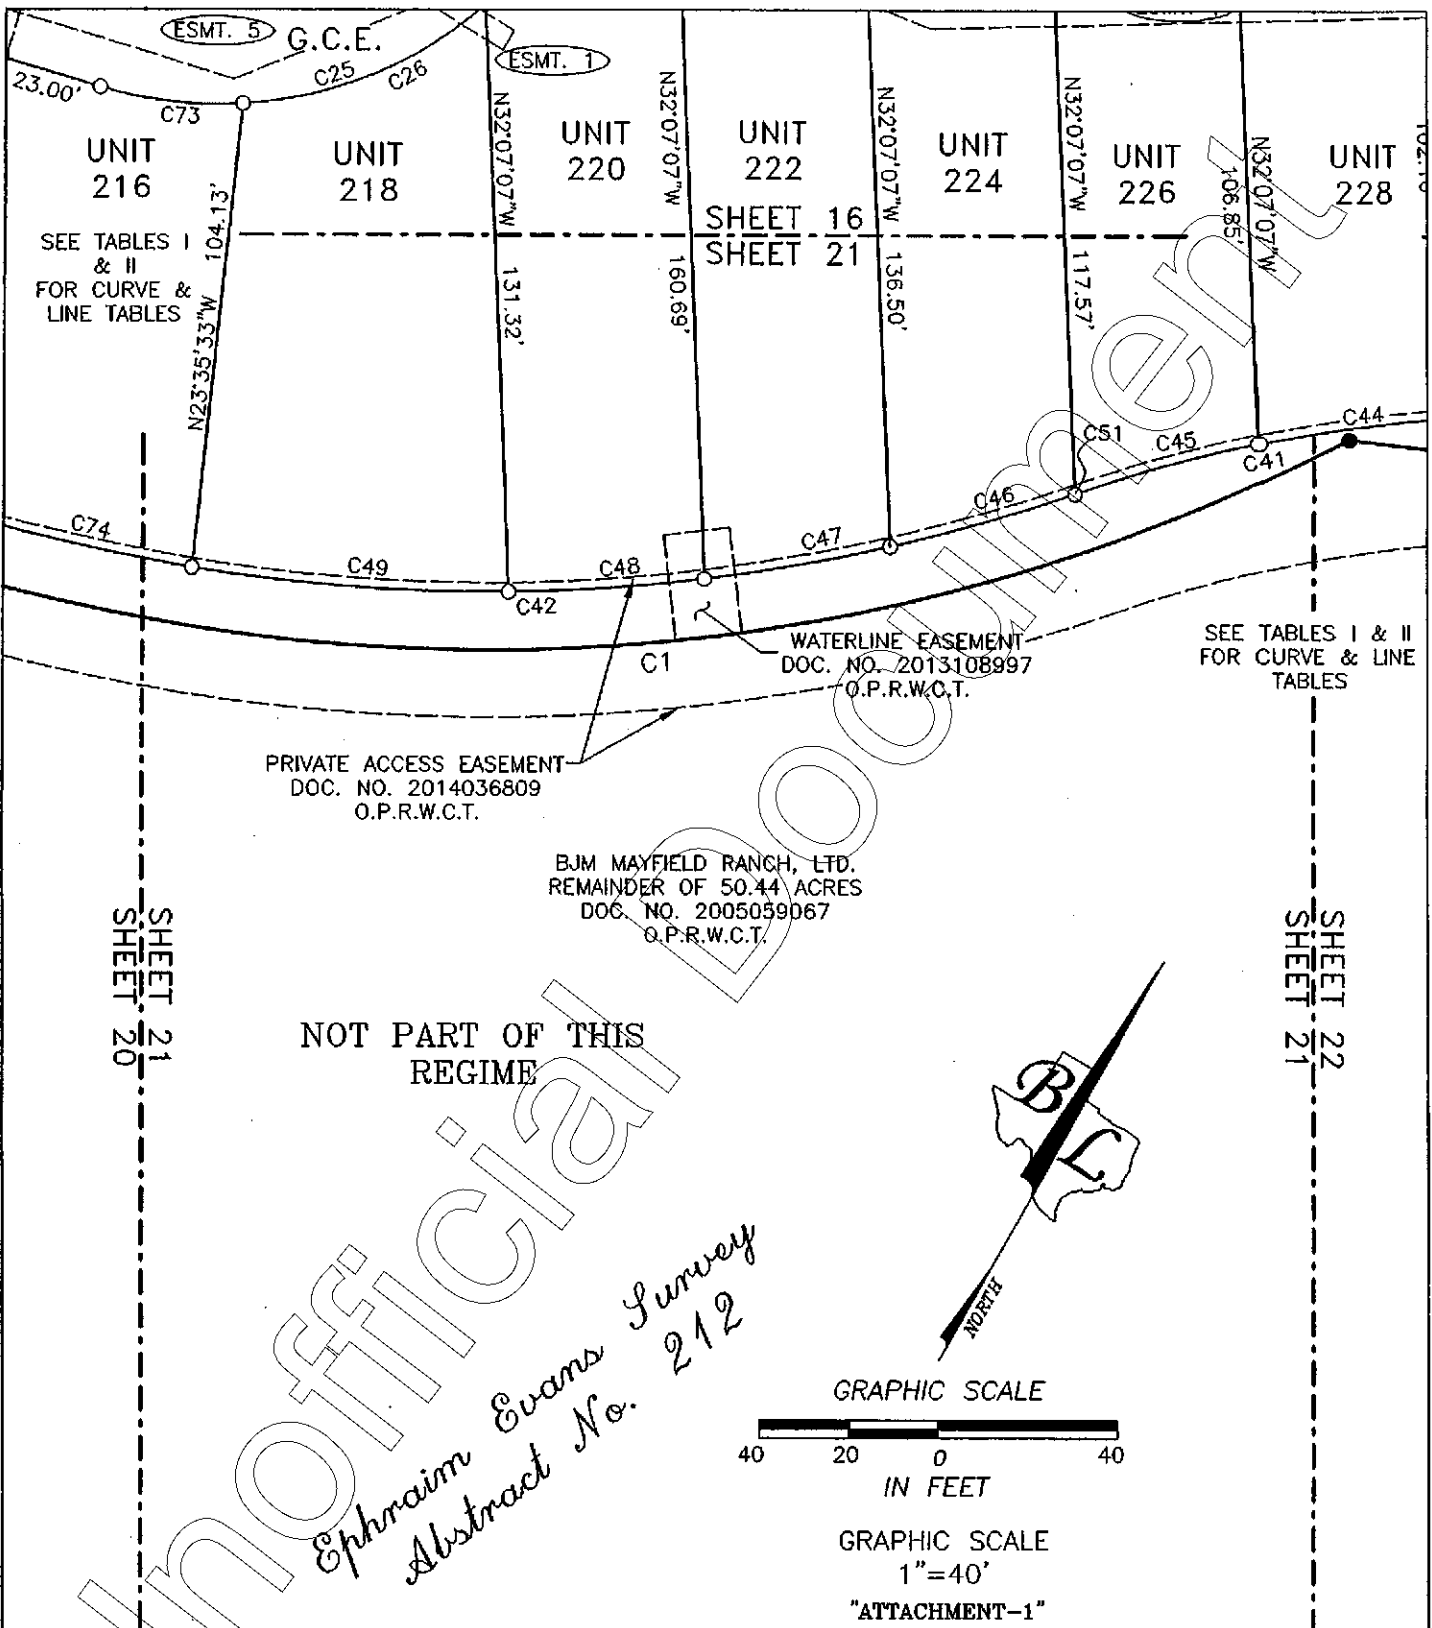 ESMT. 5
G.C.E.
ESMT. 1
23.00'
C73
C25
C26
UNIT
216
UNIT
218
UNIT
220
UNIT
222
UNIT
224
UNIT
226
UNIT
228
N23°35'33"W 104.13'
N32°07'07"W 131.32'
N32°07'07"W 160.69'
N32°07'07"W 136.50'
N32°07'07"W 117.57'
N32°07'07"W
106.85'
SHEET 16
SHEET 21
SEE TABLES I
& II
FOR CURVE &
LINE TABLES
C74
C49
C42
C48
C47
C46
C51
C45
C41
C44
C1
WATERLINE EASEMENT
DOC. NO. 2013108997
O.P.R.W.C.T.
SEE TABLES I & II
FOR CURVE & LINE
TABLES
PRIVATE ACCESS EASEMENT
DOC. NO. 2014036809
O.P.R.W.C.T.
BJM MAYFIELD RANCH, LTD.
REMAINDER OF 50.44 ACRES
DOC. NO. 2005059067
O.P.R.W.C.T.
SHEET 21
SHEET 20
SHEET 22
SHEET 21
NOT PART OF THIS
REGIME
B L
NORTH
Ephraim Evans Survey
Abstract No. 212
GRAPHIC SCALE
40 20 0 40
IN FEET
GRAPHIC SCALE
1"=40'
"ATTACHMENT-1"
Unofficial Document